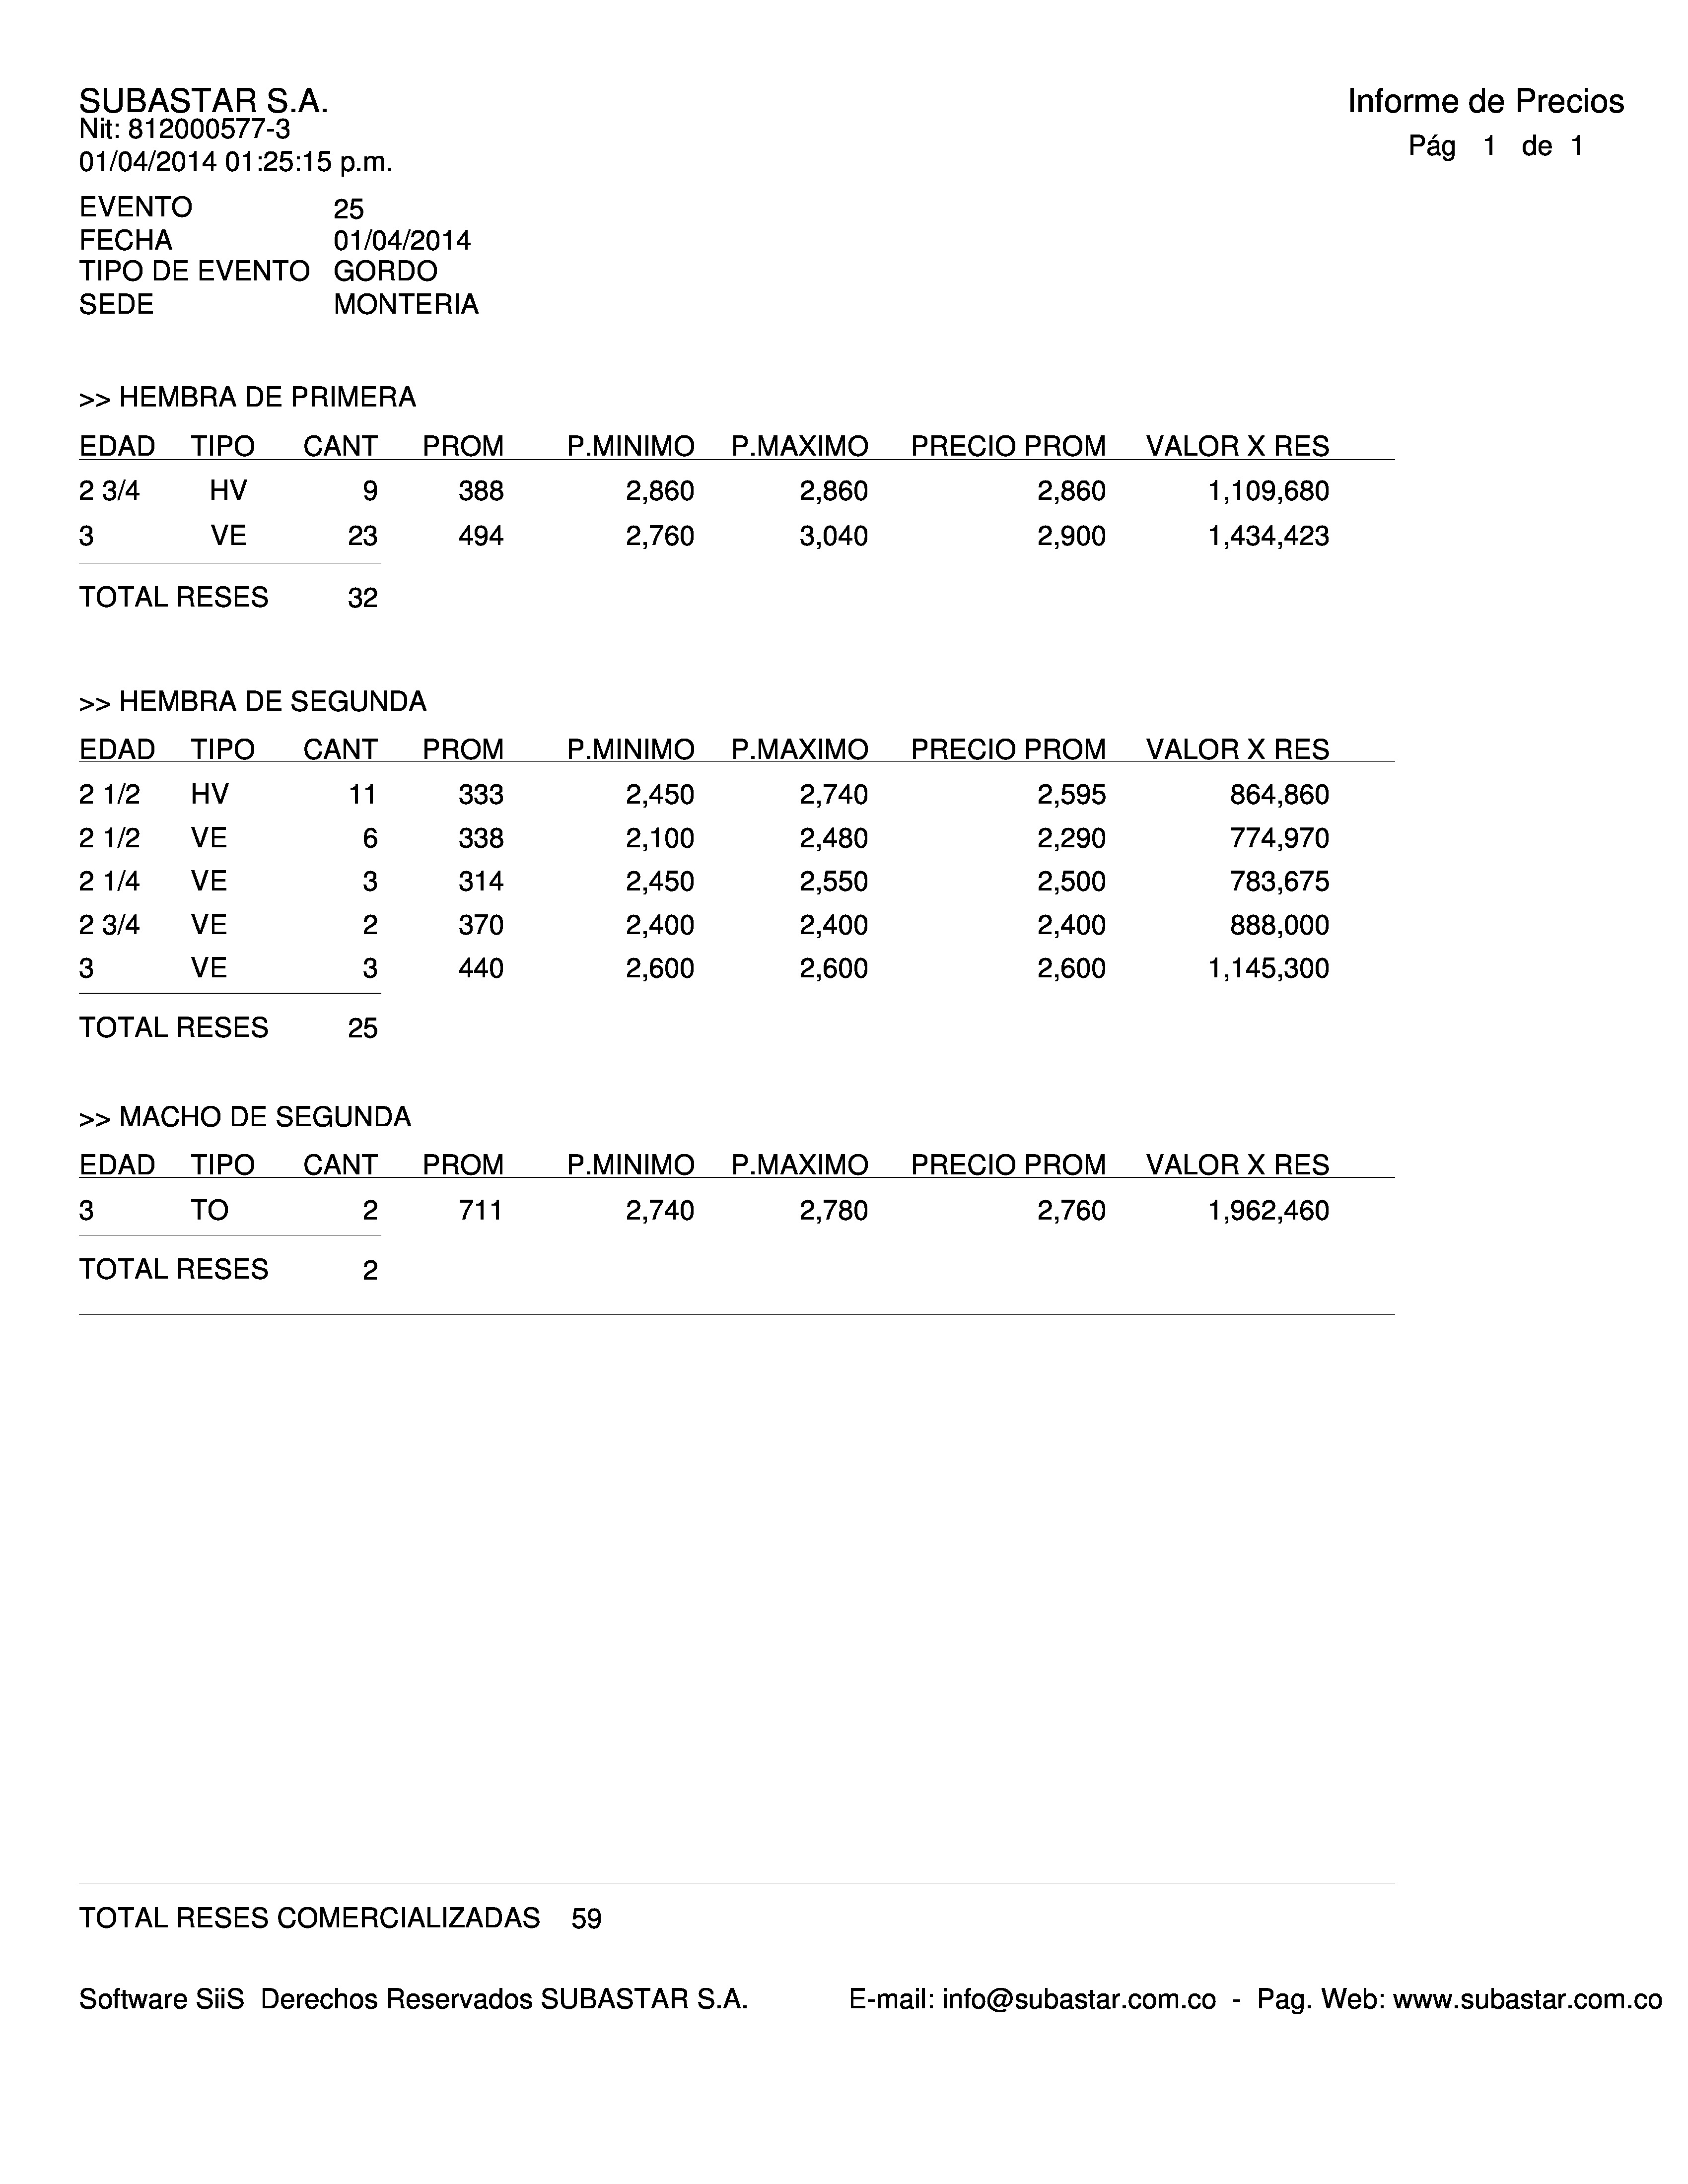 SUBASTAR S.A.
Informe de Precios
Nit: 812000577-3
Pág 1 de 1
01/04/2014 01:25:15 p.m.
EVENTO 25
FECHA 01/04/2014
TIPO DE EVENTO GORDO
SEDE MONTERIA
>> HEMBRA DE PRIMERA
EDAD TIPO CANT PROM P.MINIMO P.MAXIMO PRECIO PROM VALOR X RES
2 3/4 HV 9 388 2,860 2,860 2,860 1,109,680
3 VE 23 494 2,760 3,040 2,900 1,434,423
TOTAL RESES 32
>> HEMBRA DE SEGUNDA
EDAD TIPO CANT PROM P.MINIMO P.MAXIMO PRECIO PROM VALOR X RES
2 1/2 HV 11 333 2,450 2,740 2,595 864,860
2 1/2 VE 6 338 2,100 2,480 2,290 774,970
2 1/4 VE 3 314 2,450 2,550 2,500 783,675
2 3/4 VE 2 370 2,400 2,400 2,400 888,000
3 VE 3 440 2,600 2,600 2,600 1,145,300
TOTAL RESES 25
>> MACHO DE SEGUNDA
EDAD TIPO CANT PROM P.MINIMO P.MAXIMO PRECIO PROM VALOR X RES
3 TO 2 711 2,740 2,780 2,760 1,962,460
TOTAL RESES 2
TOTAL RESES COMERCIALIZADAS 59
Software SiiS Derechos Reservados SUBASTAR S.A. E-mail: info@subastar.com.co - Pag. Web: www.subastar.com.co